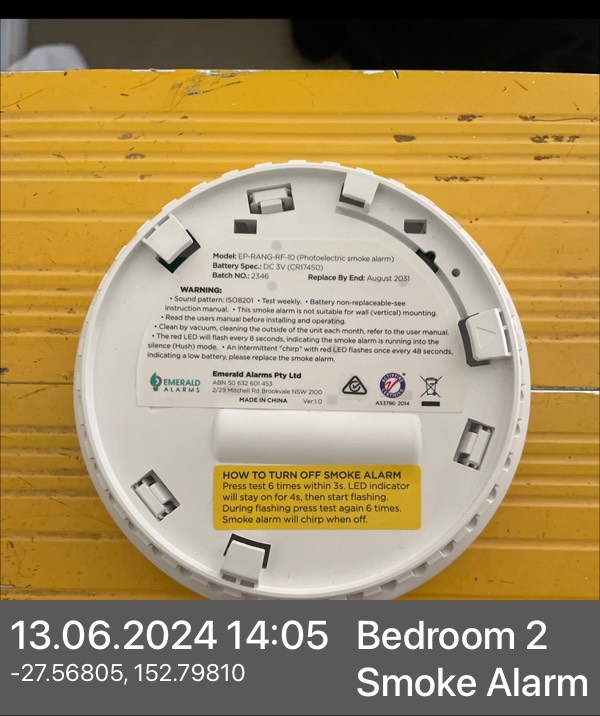 Model: EP-RANG-RF-10 (Photoelectric smoke alarm)
Battery Spec.: DC 3V (CR17450)
Batch NO.: 2346 Replace By End: August 2031
WARNING:
• Sound pattern: ISO8201 • Test weekly. • Battery non-replaceable-see
instruction manual. • This smoke alarm is not suitable for wall (vertical) mounting.
• Read the users manual before installing and operating.
• Clean by vacuum, cleaning the outside of the unit each month, refer to the user manual.
• The red LED will flash every 8 seconds, indicating the smoke alarm is running into the
silence (Hush) mode. • An intermittent "chirp" with red LED flashes once every 48 seconds,
indicating a low battery, please replace the smoke alarm.
EMERALD
ALARMS
Emerald Alarms Pty Ltd
ABN 50 632 601 453
2/29 Mitchell Rd Brookvale NSW 2100
MADE IN CHINA Ver:1.0
AS3786: 2014
HOW TO TURN OFF SMOKE ALARM
Press test 6 times within 3s. LED indicator
will stay on for 4s, then start flashing.
During flashing press test again 6 times.
Smoke alarm will chirp when off.
13.06.2024 14:05
-27.56805, 152.79810
Bedroom 2
Smoke Alarm